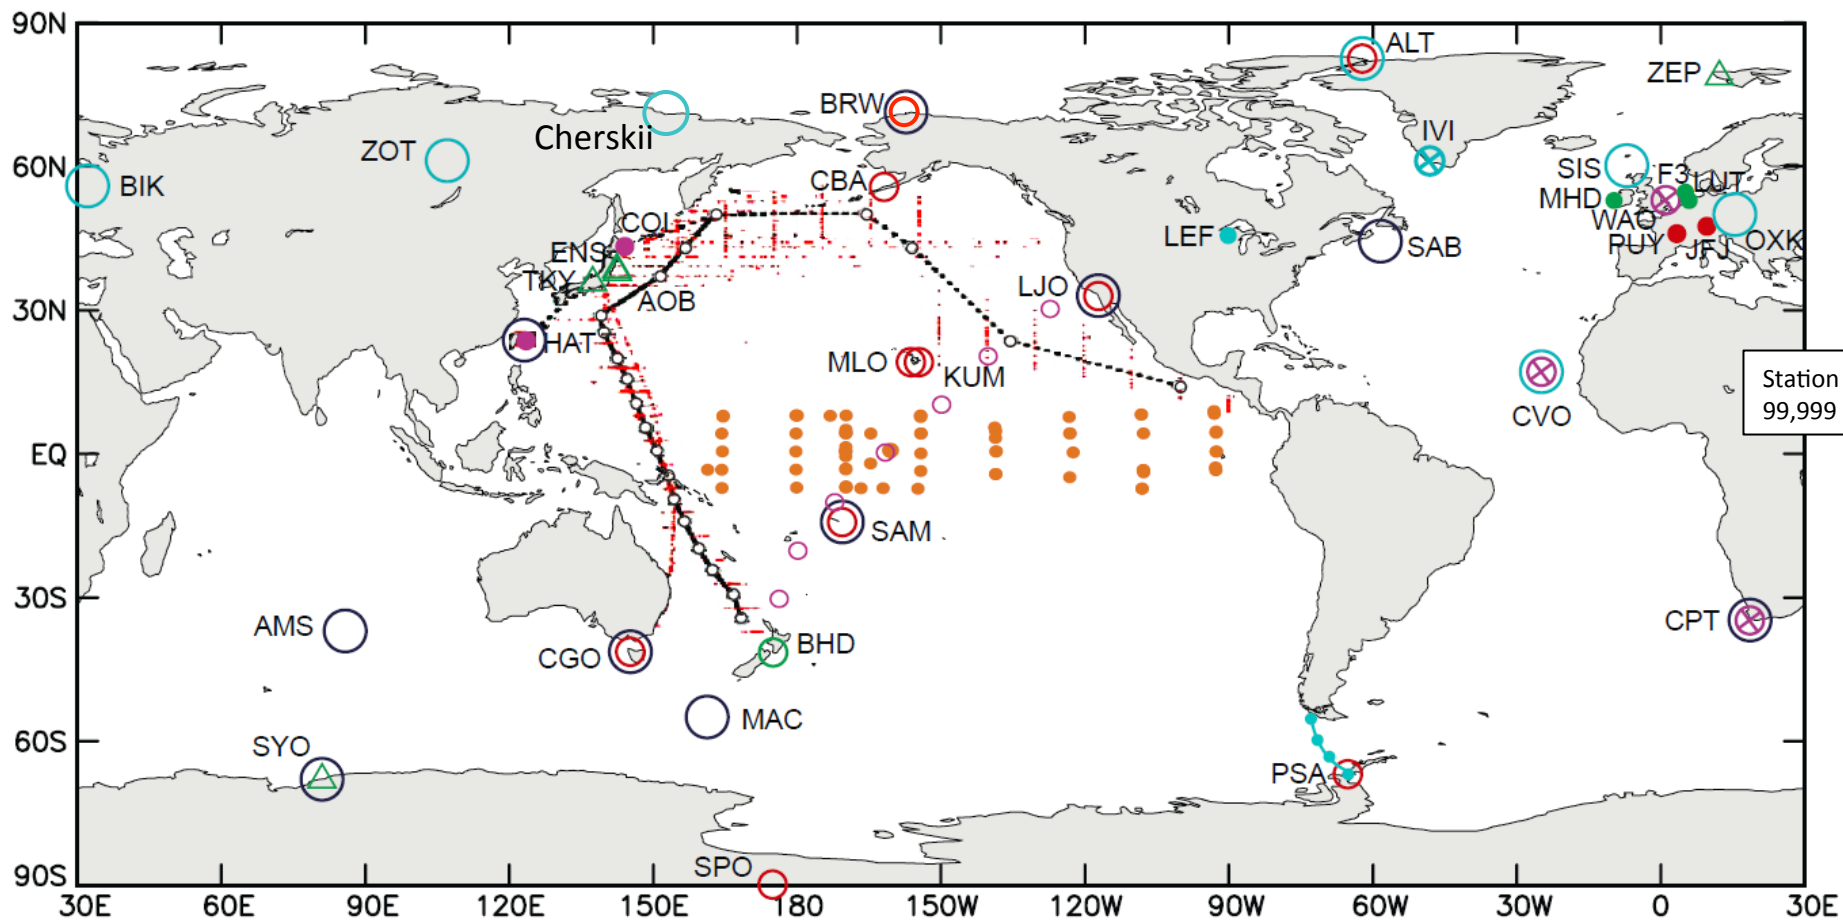 90N
ALT
ZEP
BRW
Cherskii
ZOT
IVI
60N
BIK
CBA
SIS
F3
LUT
MHD
WAO
COI
LEF
SAB
PUY
JFJ
OXK
ENS
TKY
AOB
LJO
30N
HAT
MLO
KUM
Station
99,999
CVO
EQ
SAM
30S
AMS
CGO
BHD
CPT
MAC
60S
SYO
PSA
SPO
90S
30E 60E 90E 120E 150E 180 150W 120W 90W 60W 30W 0 30E